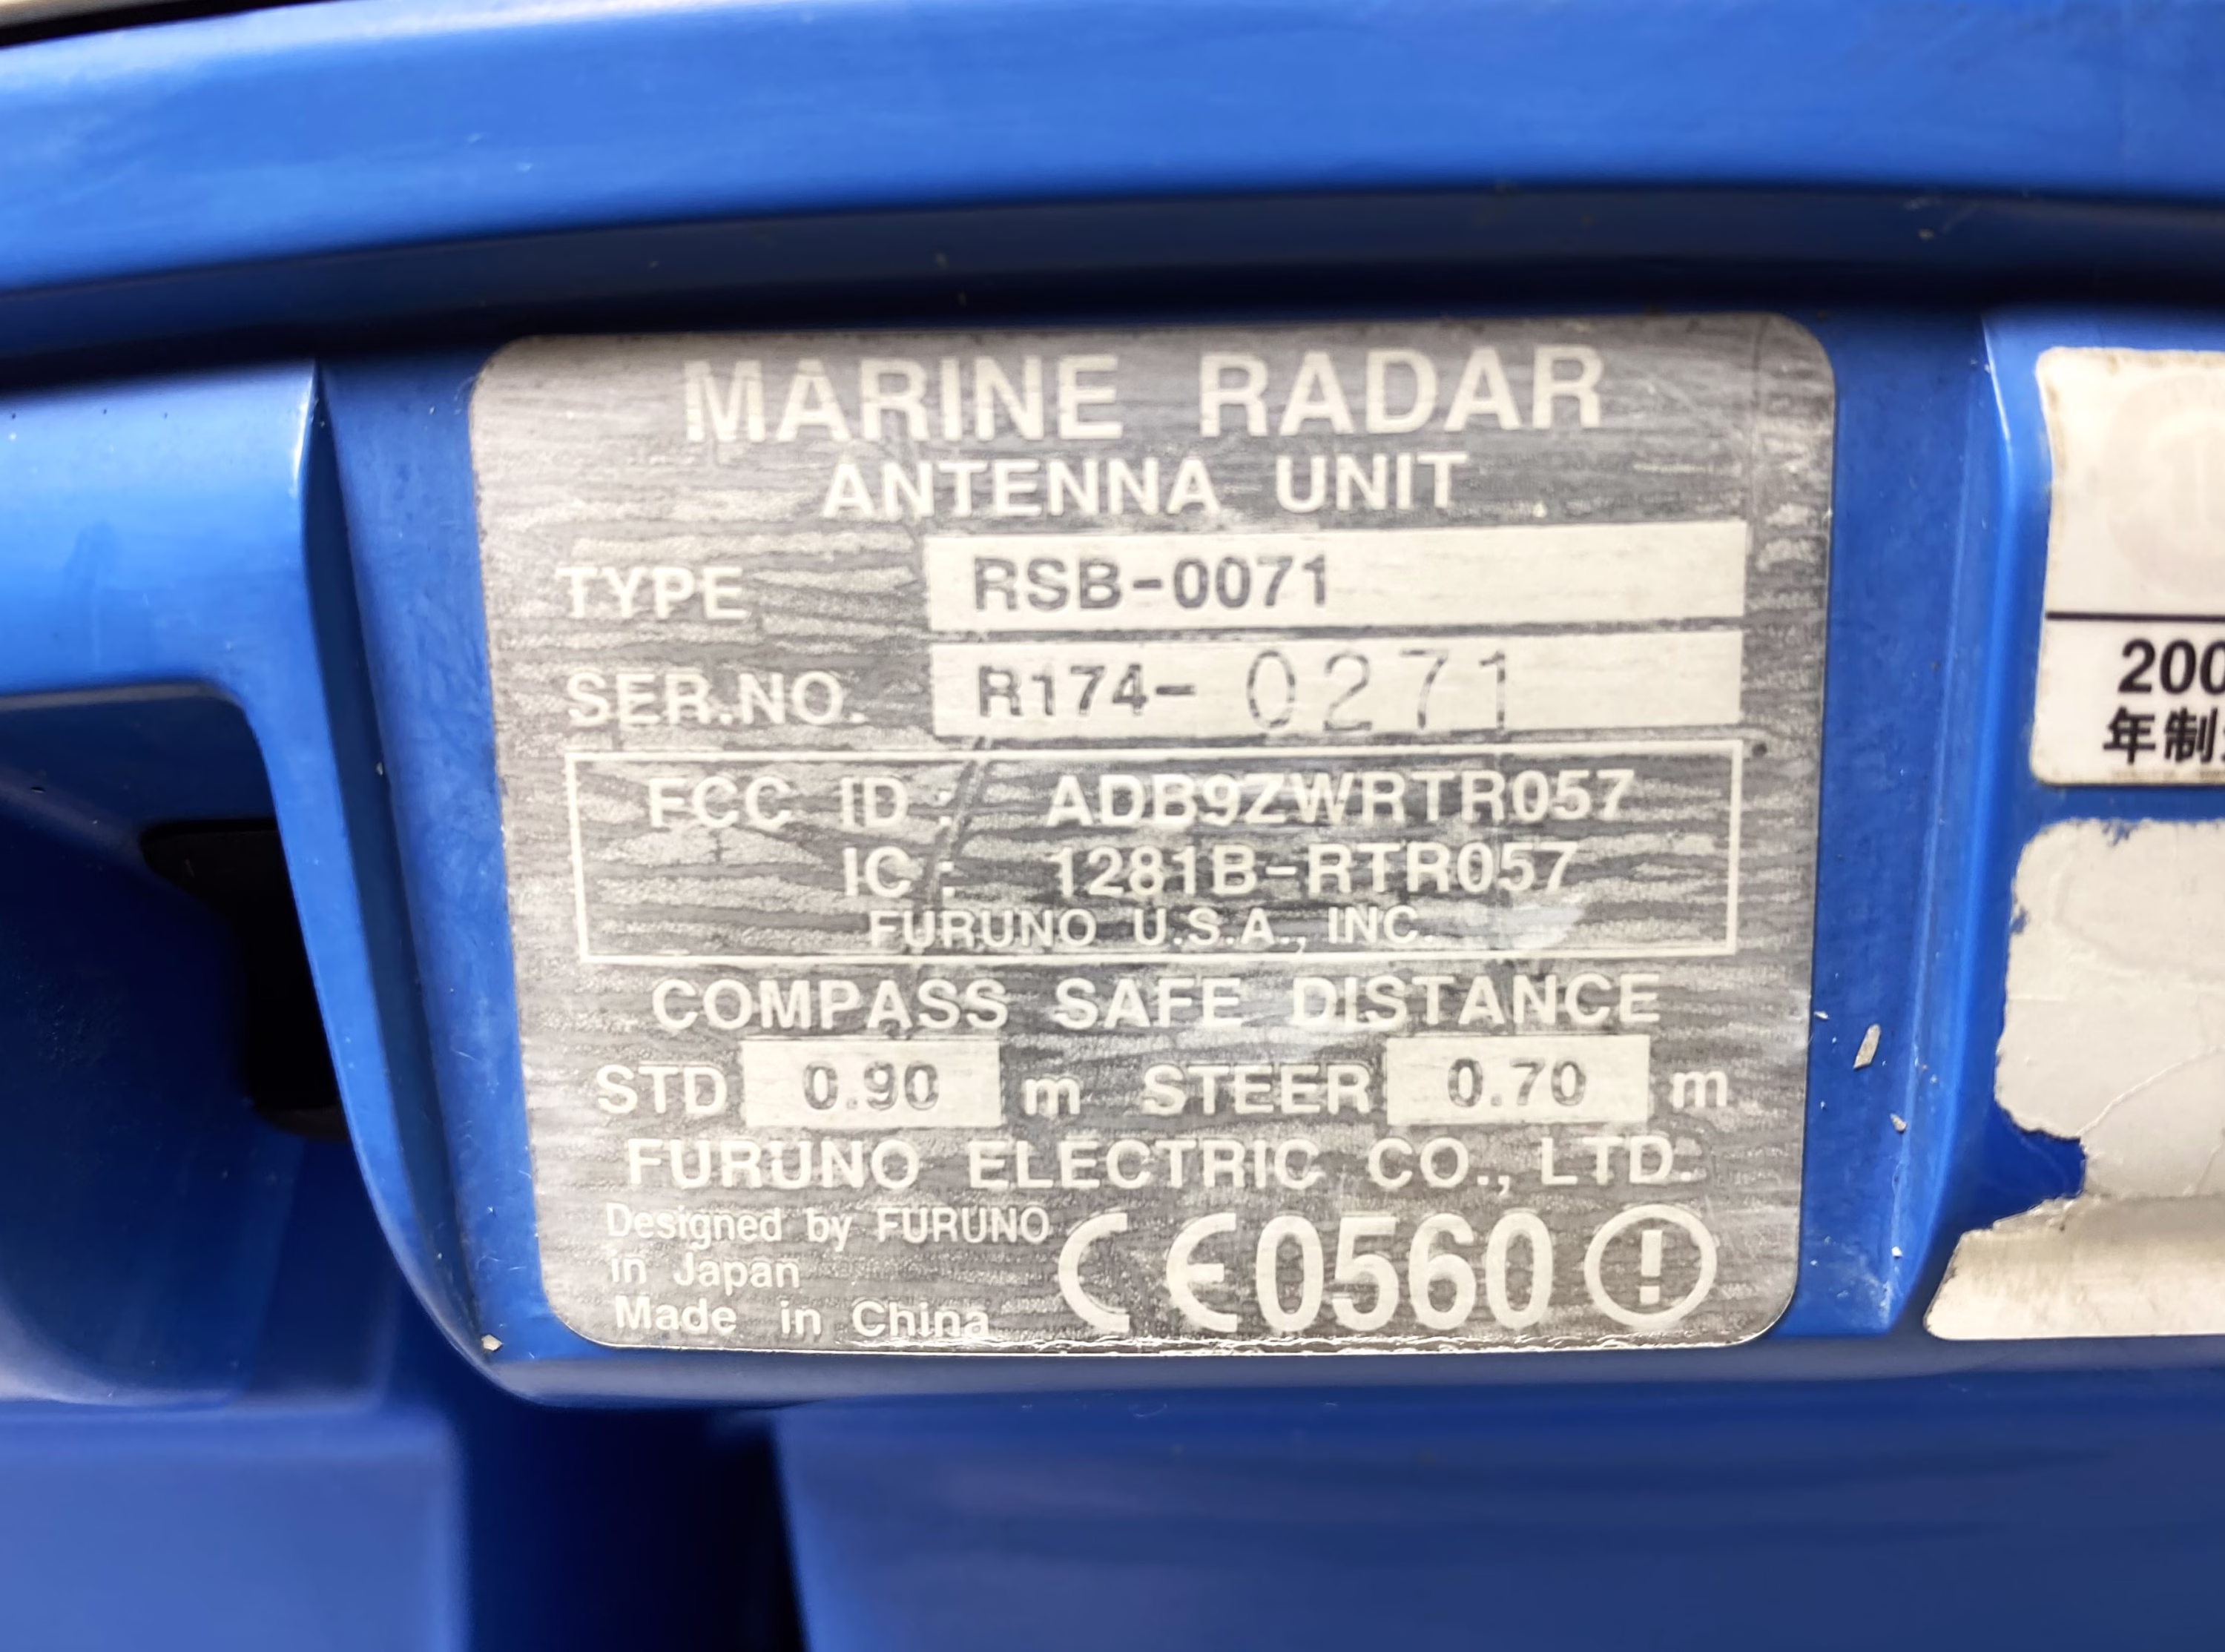 MARINE RADAR
ANTENNA UNIT
TYPE RSB-0071
SER.NO. R174- 0271
FCC ID : ADB9ZWRTR057
IC : 1281B-RTR057
FURUNO U.S.A., INC.
COMPASS SAFE DISTANCE
STD 0.90 m STEER 0.70 m
FURUNO ELECTRIC CO., LTD.
Designed by FURUNO
in Japan
Made in China
CE0560
200
年制